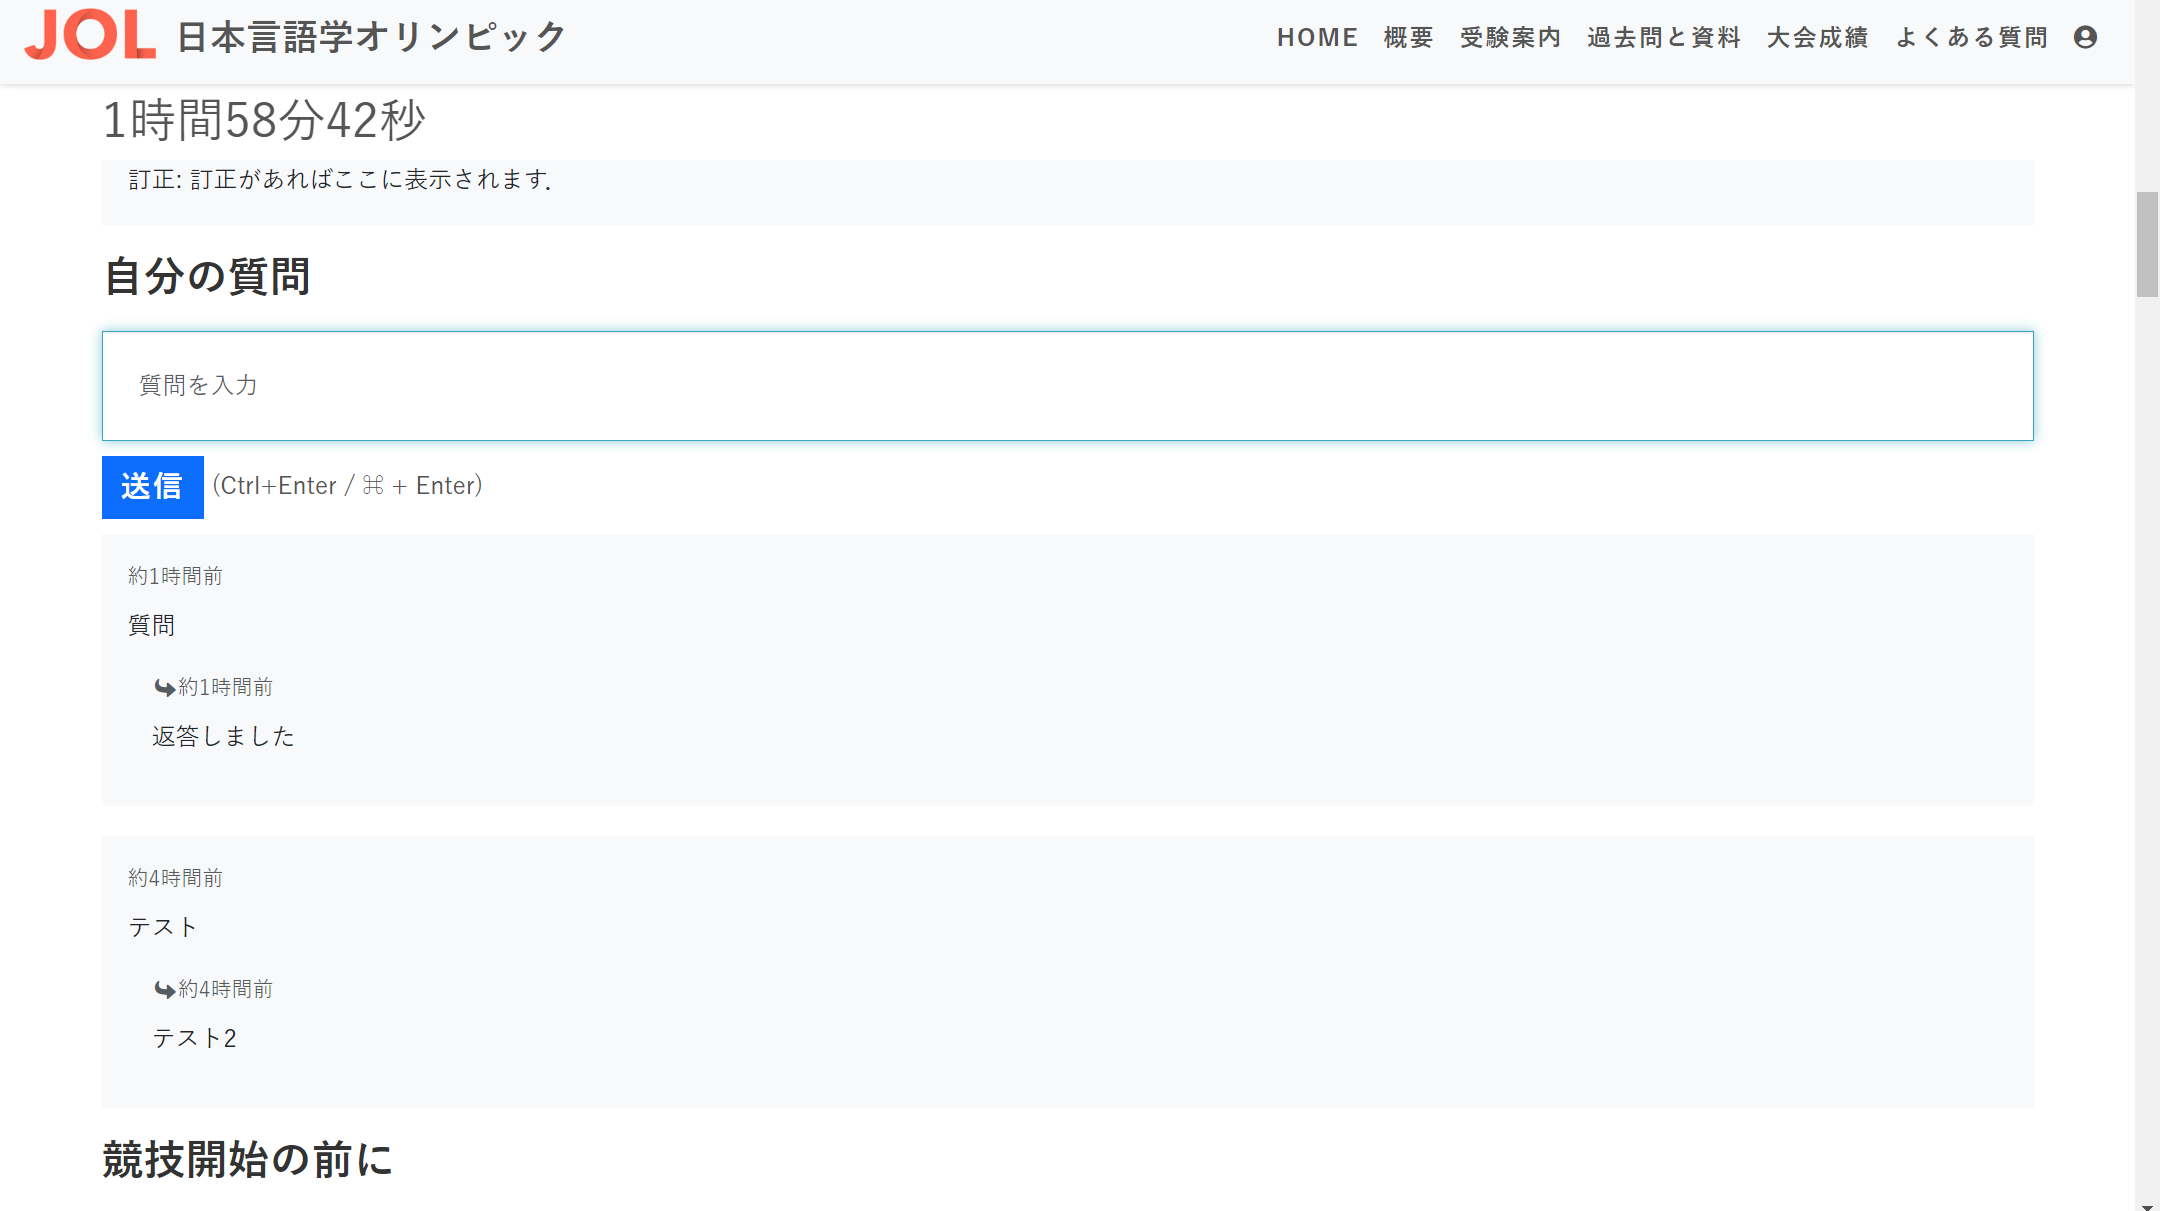 JOL 日本言語学オリンピック HOME 概要 受験案内 過去問と資料 大会成績 よくある質問
1時間58分42秒
訂正: 訂正があればここに表示されます.
自分の質問
質問を入力
送信 (Ctrl+Enter / ⌘ + Enter)
約1時間前
質問
約1時間前
返答しました
約4時間前
テスト
約4時間前
テスト2
競技開始の前に